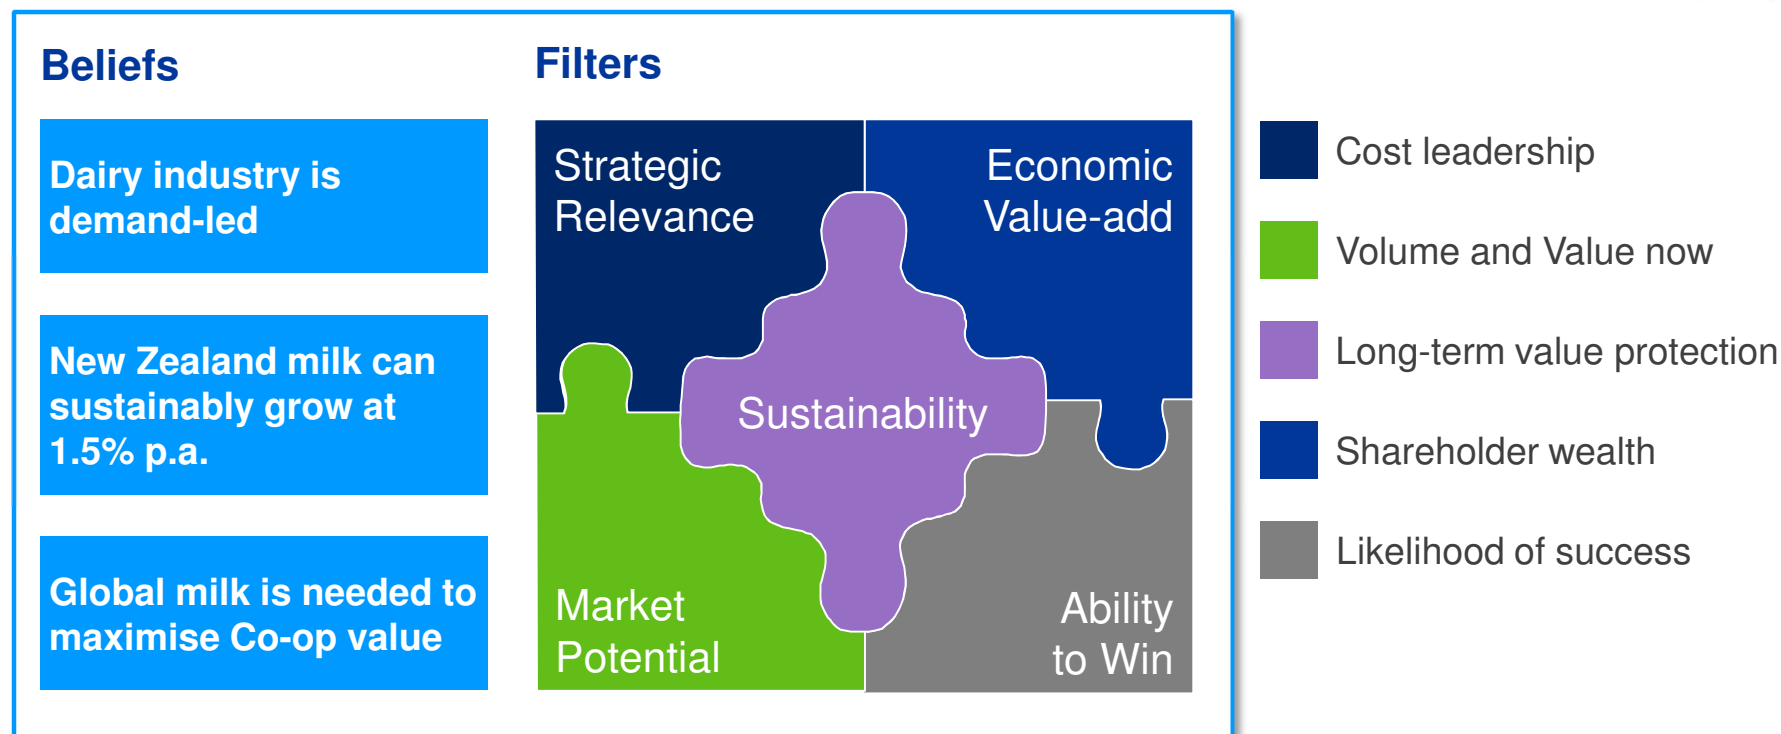 Beliefs
Dairy industry is
demand-led
New Zealand milk can
sustainably grow at
1.5% p.a.
Global milk is needed to
maximise Co-op value
Filters
Strategic
Relevance
Economic
Value-add
Sustainability
Market
Potential
Ability
to Win
Cost leadership
Volume and Value now
Long-term value protection
Shareholder wealth
Likelihood of success